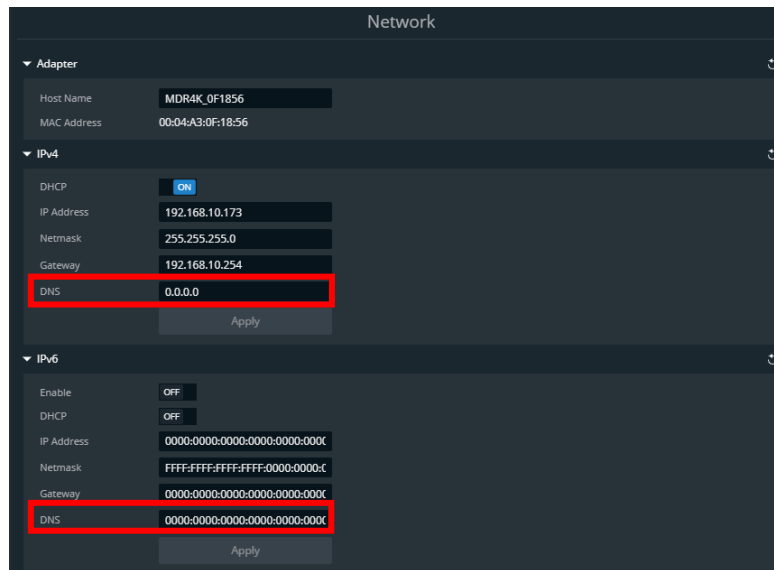 Network
Adapter
Host Name MDR4K_0F1856
MAC Address 00:04:A3:0F:18:56
IPv4
DHCP ON
IP Address 192.168.10.173
Netmask 255.255.255.0
Gateway 192.168.10.254
DNS 0.0.0.0
Apply
IPv6
Enable OFF
DHCP OFF
IP Address 0000:0000:0000:0000:0000:000
Netmask FFFF:FFFF:FFFF:FFFF:0000:0000:
Gateway 0000:0000:0000:0000:0000:000
DNS 0000:0000:0000:0000:0000:000
Apply